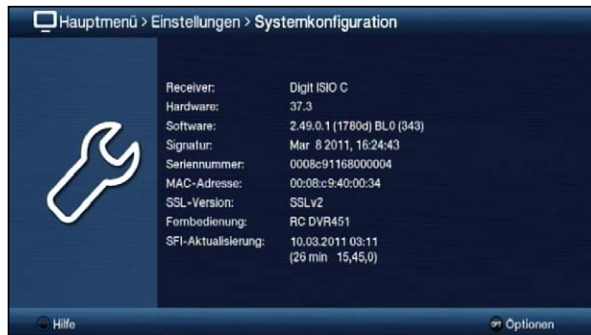 Hauptmenü > Einstellungen > Systemkonfiguration
Receiver: Digit ISIO C
Hardware: 37.3
Software: 2.49.0.1 (1780d) BL0 (343)
Signatur: Mar 8 2011, 16:24:43
Seriennummer: 0008c91168000004
MAC-Adresse: 00:08:c9:40:00:34
SSL-Version: SSLv2
Fernbedienung: RC DVR451
SFI-Aktualisierung: 10.03.2011 03:11
(26 min 15,45,0)
Hilfe
OPT Optionen